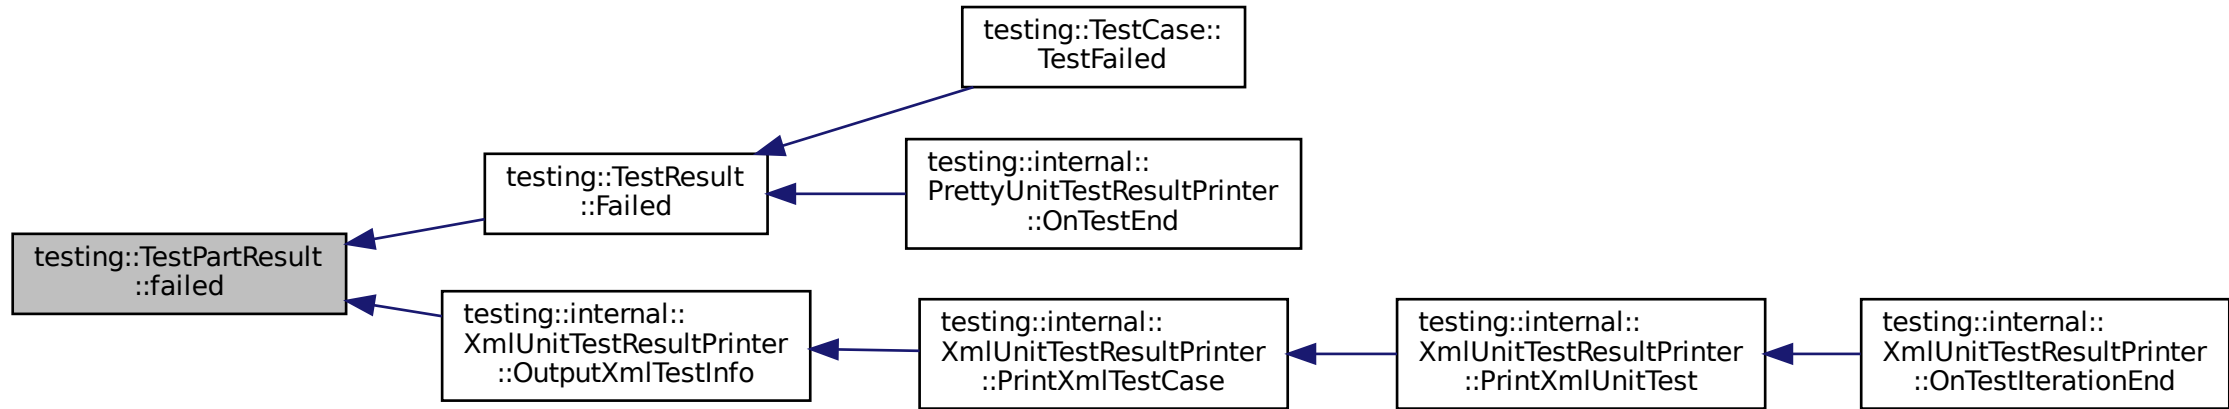 testing::TestCase::
TestFailed
testing::internal::
PrettyUnitTestResultPrinter
::OnTestEnd
testing::TestResult
::Failed
testing::TestPartResult
::failed
testing::internal::
XmlUnitTestResultPrinter
::OutputXmlTestInfo
testing::internal::
XmlUnitTestResultPrinter
::PrintXmlTestCase
testing::internal::
XmlUnitTestResultPrinter
::PrintXmlUnitTest
testing::internal::
XmlUnitTestResultPrinter
::OnTestIterationEnd